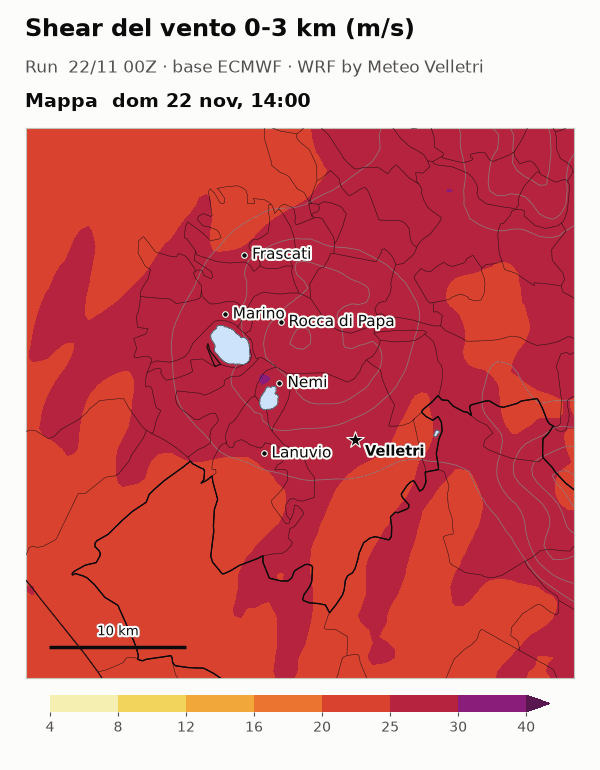 Shear del vento 0-3 km (m/s)
Run 22/11 00Z · base ECMWF · WRF by Meteo Velletri
Mappa dom 22 nov, 14:00
Frascati
Marino
Rocca di Papa
Nemi
Velletri
Lanuvio
10 km
4 8 12 16 20 25 30 40